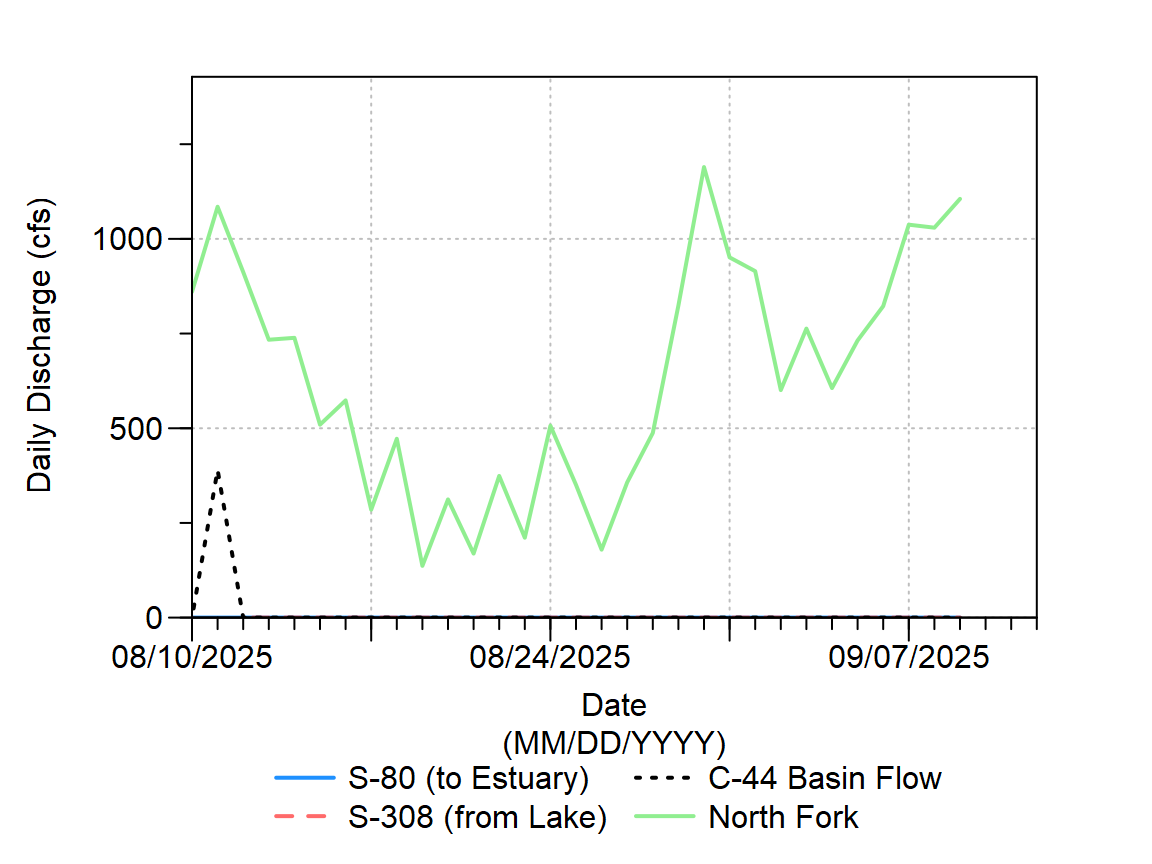 Daily Discharge (cfs)
1000
500
0
08/10/2025 08/24/2025 09/07/2025
Date
(MM/DD/YYYY)
S-80 (to Estuary) C-44 Basin Flow
S-308 (from Lake) North Fork